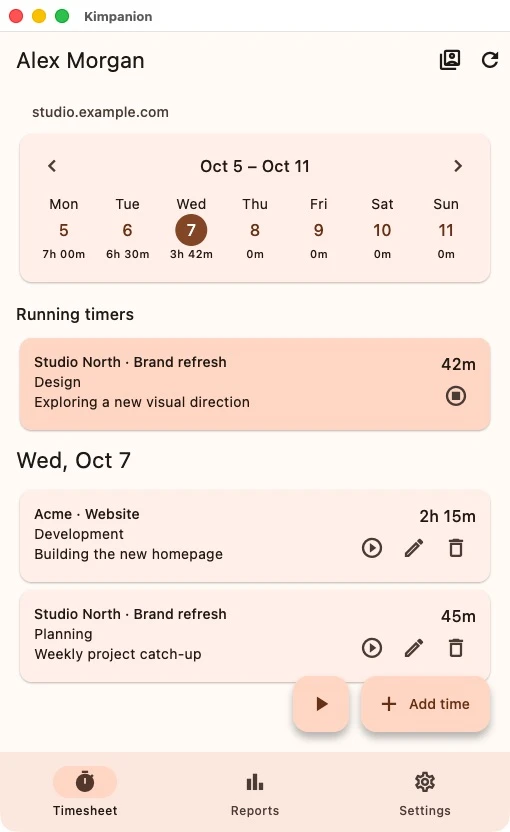 Kimpanion
Alex Morgan
studio.example.com
Oct 5 – Oct 11
Mon Tue Wed Thu Fri Sat Sun
5 6 7 8 9 10 11
7h 00m 6h 30m 3h 42m 0m 0m 0m 0m
Running timers
Studio North · Brand refresh 42m
Design
Exploring a new visual direction
Wed, Oct 7
Acme · Website 2h 15m
Development
Building the new homepage
Studio North · Brand refresh 45m
Planning
Weekly project catch-up
Add time
Timesheet Reports Settings